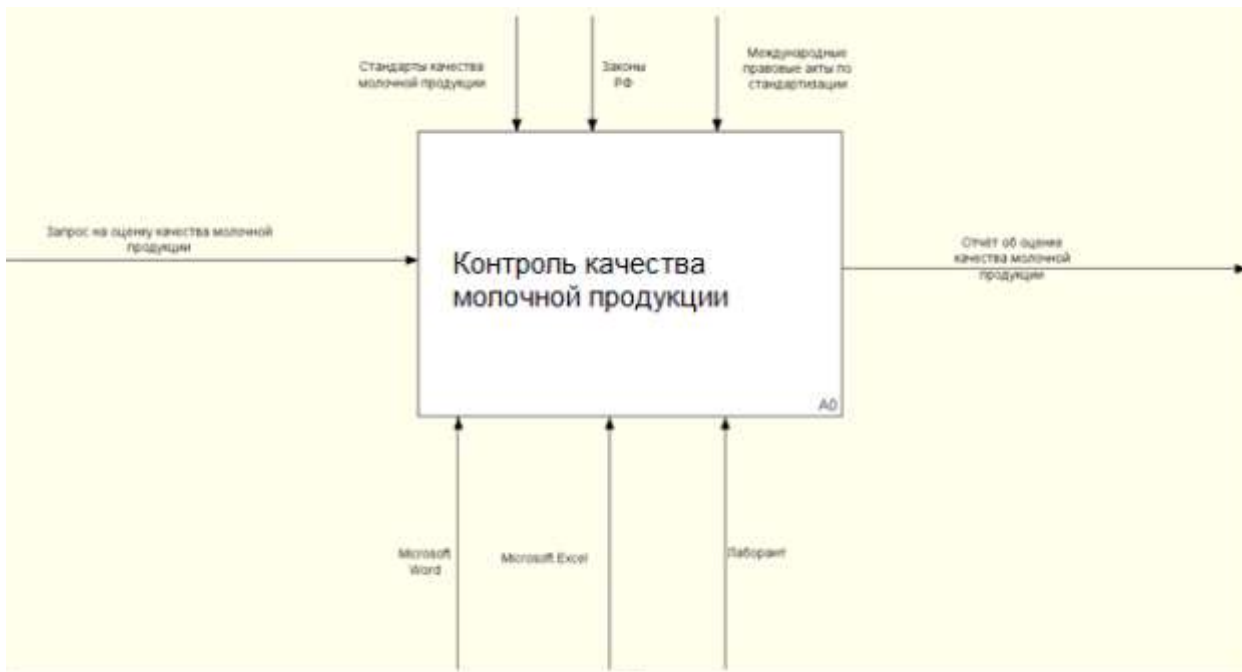 Стандарты качества
молочной продукции
Законы
РФ
Международные
правовые акты по
стандартизации
Запрос на оценку качества молочной
продукции
Контроль качества
молочной продукции
A0
Отчёт об оценке
качества молочной
продукции
Microsoft
Word
Microsoft Excel
Лаборант